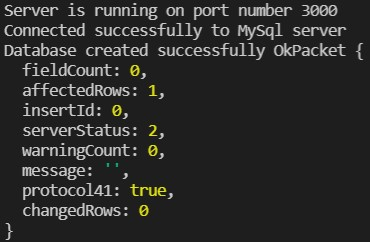 Server is running on port number 3000
Connected successfully to MySql server
Database created successfully OkPacket {
  fieldCount: 0,
  affectedRows: 1,
  insertId: 0,
  serverStatus: 2,
  warningCount: 0,
  message: '',
  protocol41: true,
  changedRows: 0
}